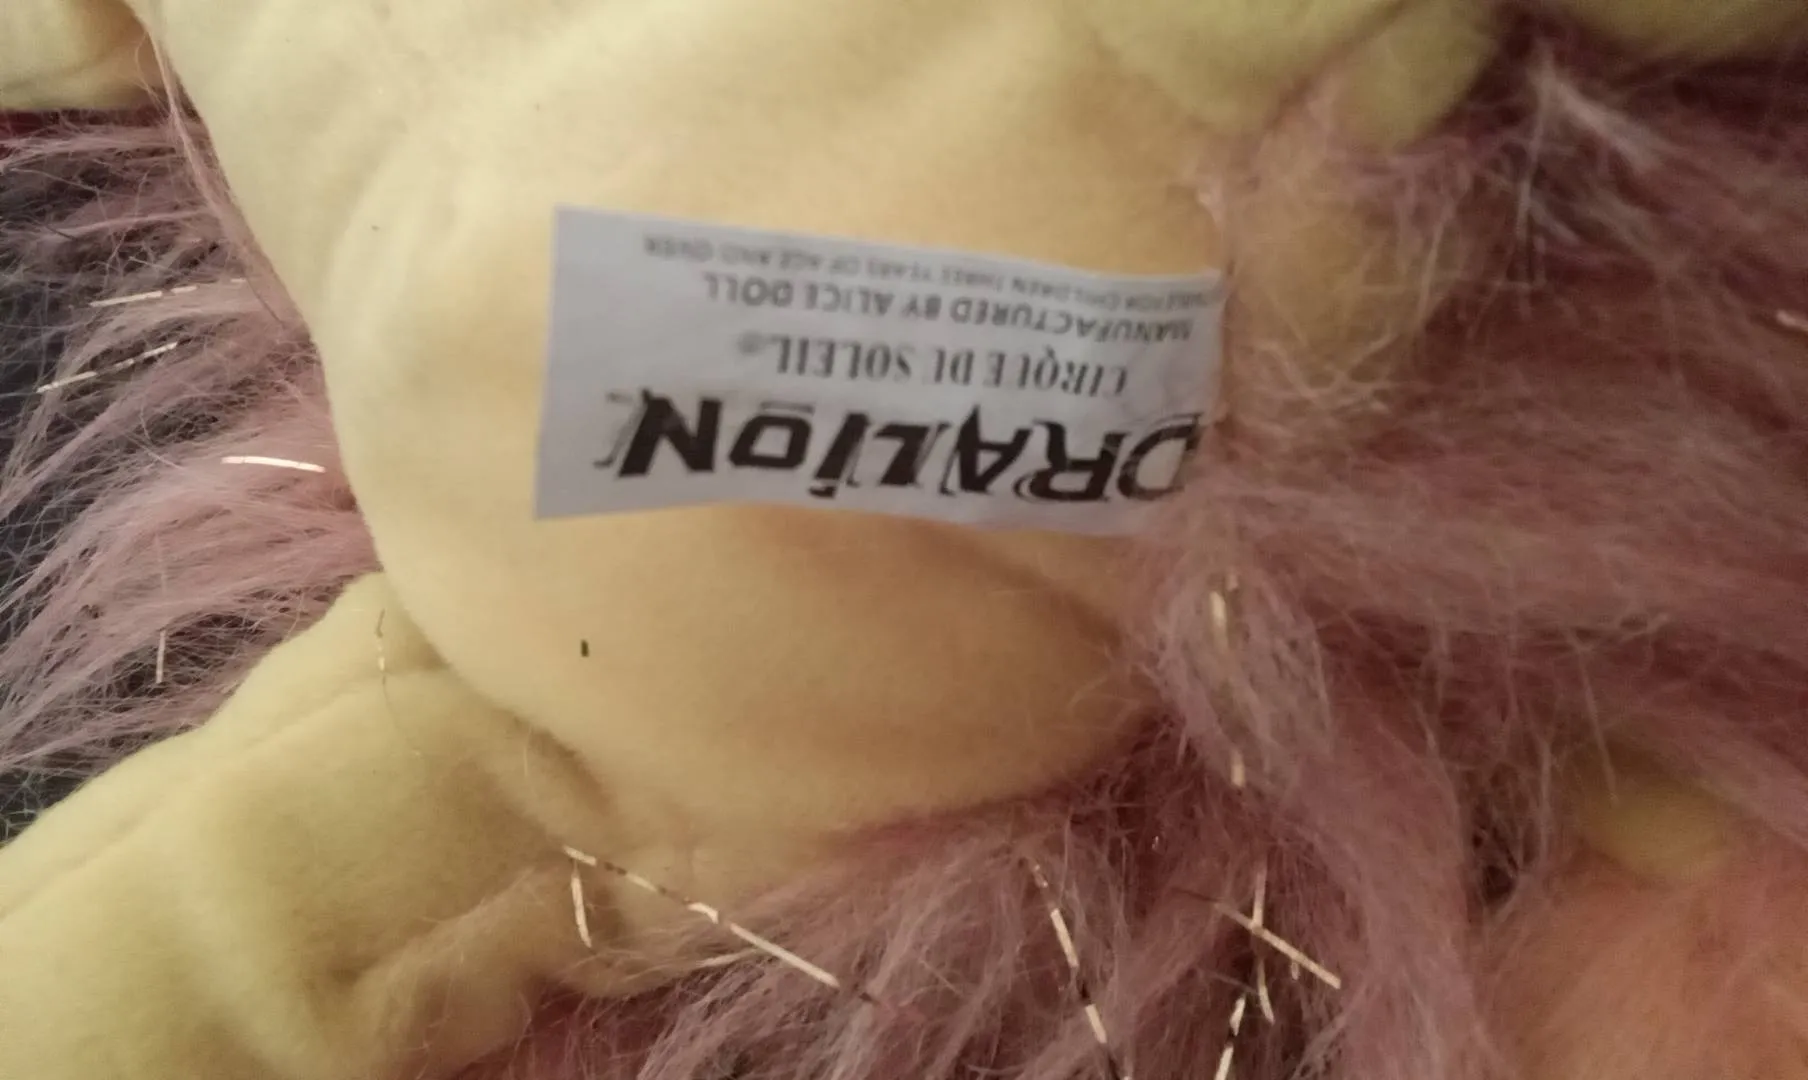 DRALION
CIRQUE DU SOLEIL®
MANUFACTURED BY ALICE DOLL
FOR CHILDREN THREE YEARS OF AGE AND OVER